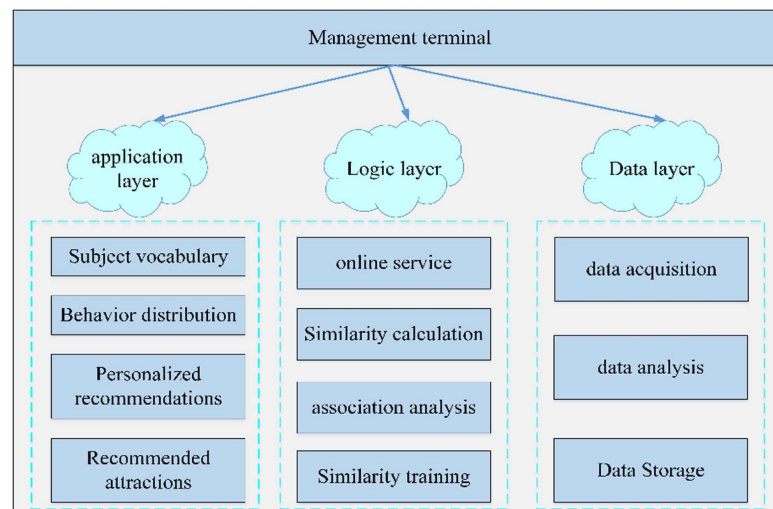 Management terminal
application
layer
Logic layer
Data layer
Subject vocabulary
Behavior distribution
Personalized
recommendations
Recommended
attractions
online service
Similarity calculation
association analysis
Similarity training
data acquisition
data analysis
Data Storage